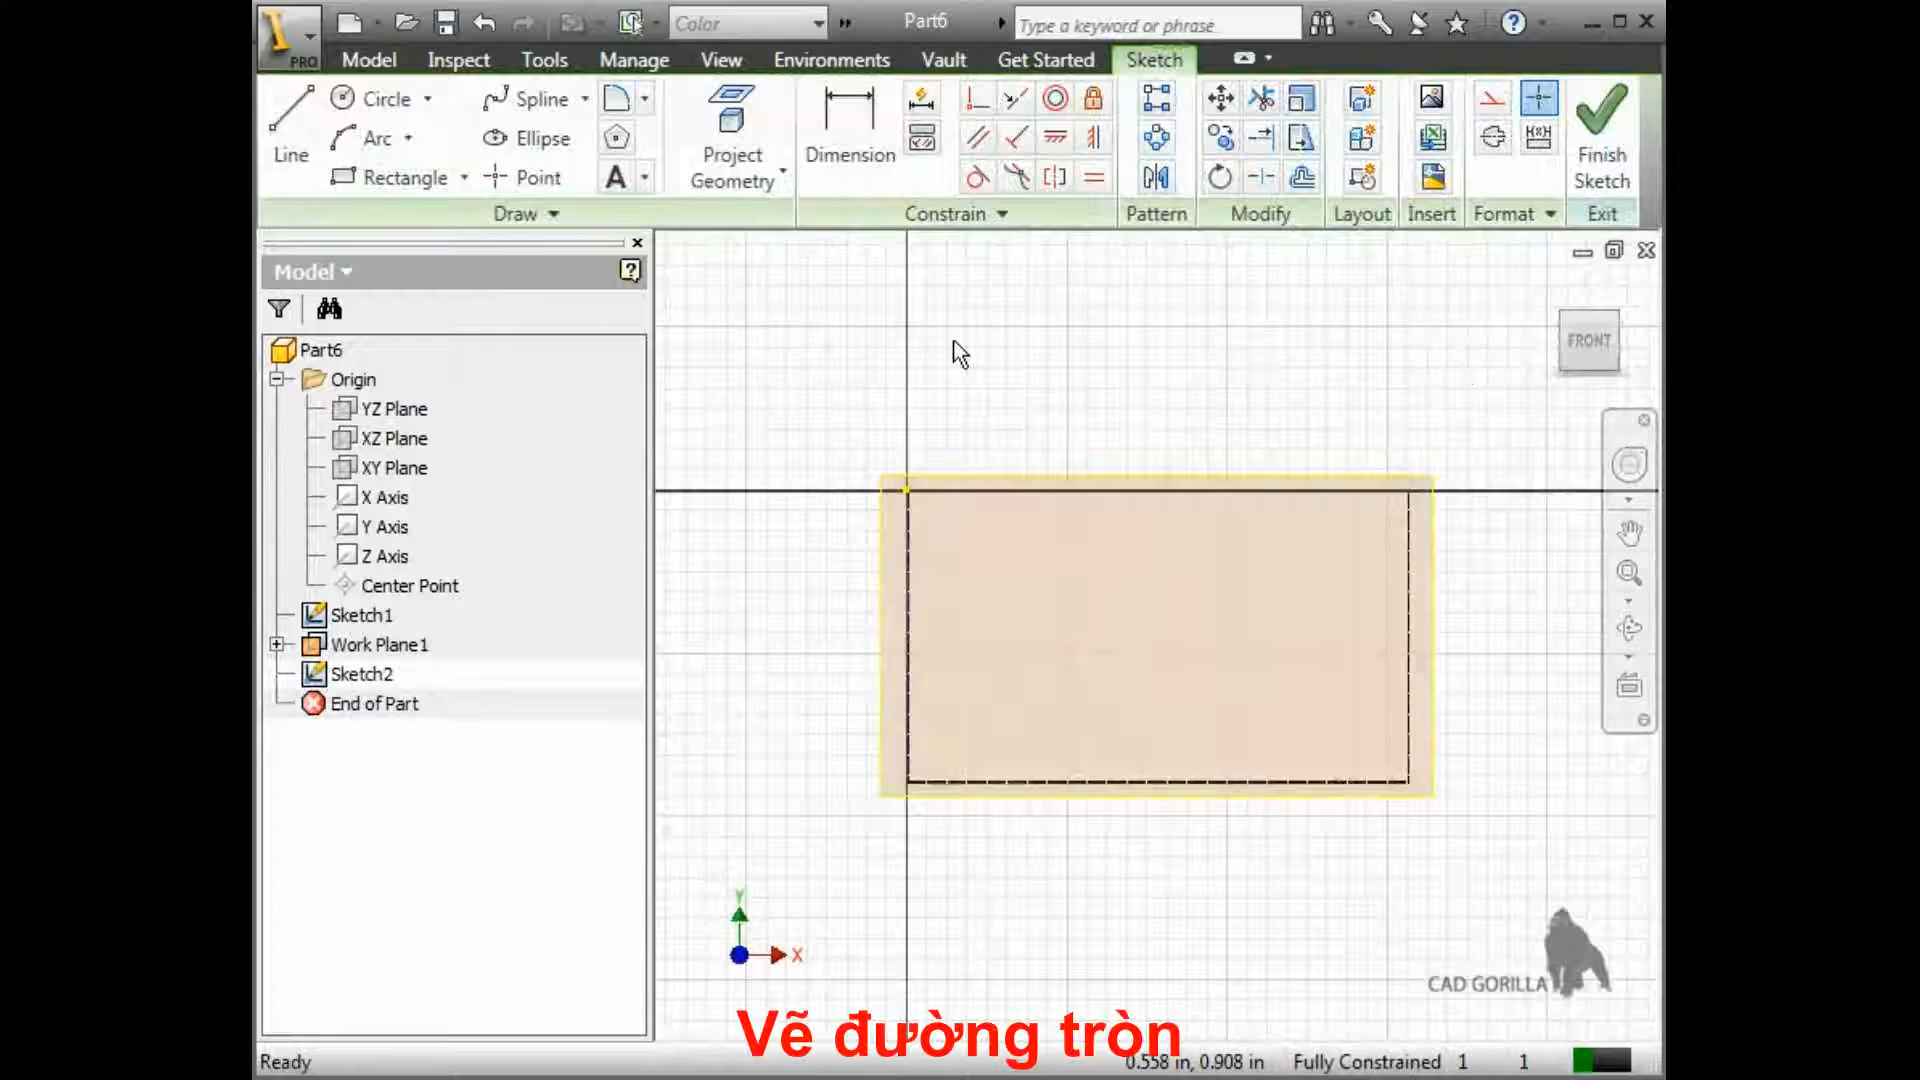 PRO
Color
Part6
Type a keyword or phrase
Model
Inspect
Tools
Manage
View
Environments
Vault
Get Started
Sketch
Line
Circle
Arc
Rectangle
Spline
Ellipse
Point
A
Project
Geometry
Dimension
Finish
Sketch
Draw
Constrain
Pattern
Modify
Layout
Insert
Format
Exit
Model
Part6
Origin
YZ Plane
XZ Plane
XY Plane
X Axis
Y Axis
Z Axis
Center Point
Sketch1
Work Plane1
Sketch2
End of Part
FRONT
Y
X
CAD GORILLA
Vẽ đường tròn
Ready
0.558 in, 0.908 in
Fully Constrained
1
1